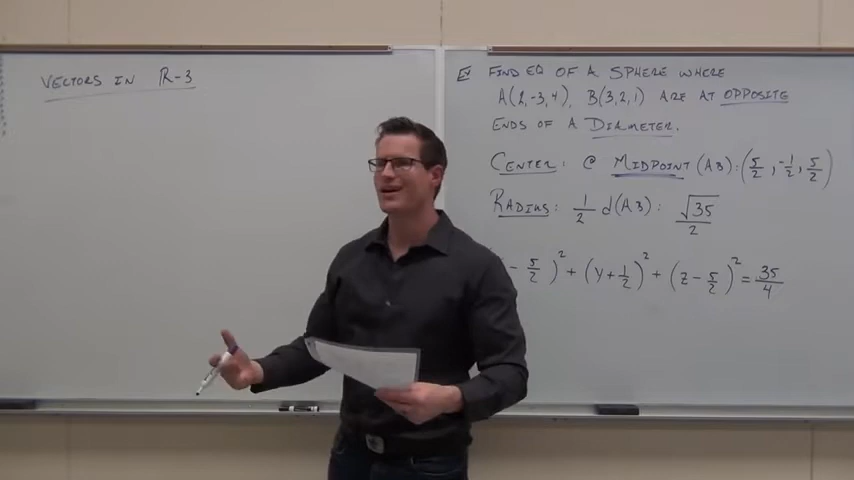 VECTORS IN R-3
Ex FIND EQ OF A SPHERE WHERE
A(2,-3,4), B(3,2,1) ARE AT OPPOSITE
ENDS OF A DIAMETER.
CENTER: @ MIDPOINT (AB): (5/2, -1/2, 5/2)
RADIUS: 1/2 d(AB): √35/2
- 5/2)² + (y + 1/2)² + (z - 5/2)² = 35/4